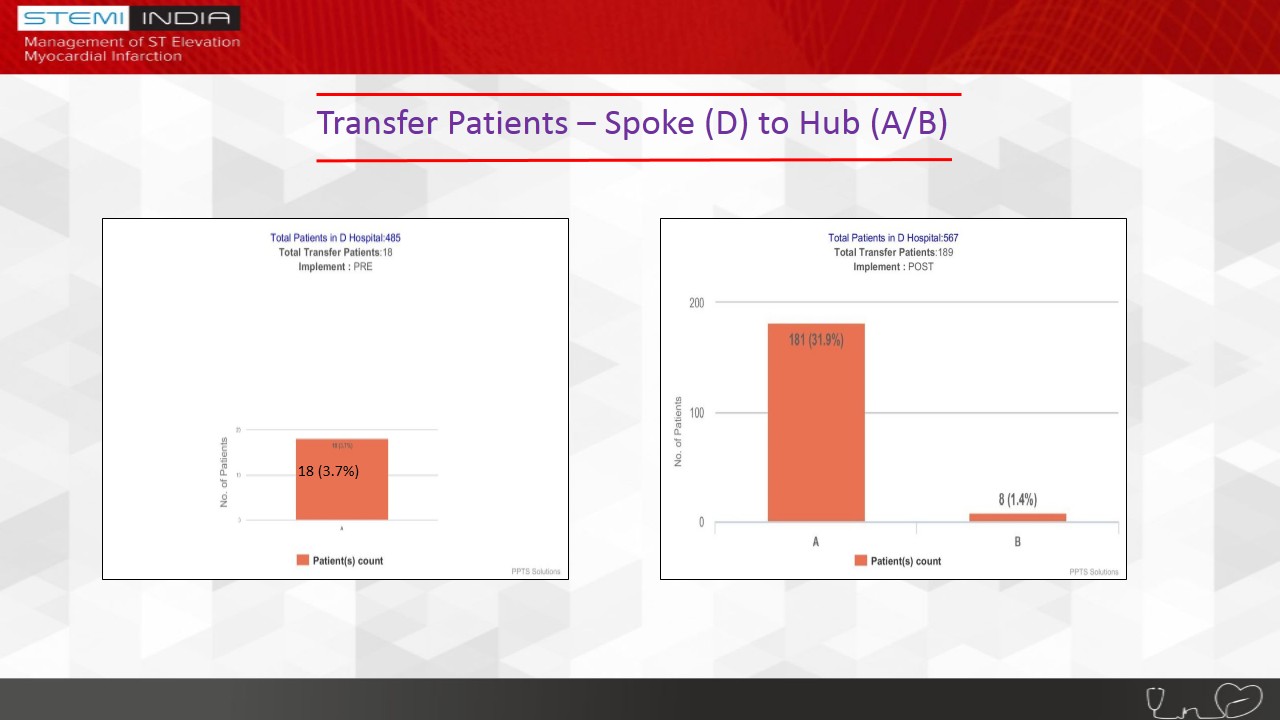 STEMI INDIA
Management of ST Elevation
Myocardial Infarction
Transfer Patients – Spoke (D) to Hub (A/B)
Total Patients in D Hospital:485
Total Transfer Patients:18
Implement : PRE
No. of Patients
18 (3.7%)
Patient(s) count
PPTS Solutions
Total Patients in D Hospital:567
Total Transfer Patients:189
Implement : POST
200
181 (31.9%)
No. of Patients
100
8 (1.4%)
0
A
B
Patient(s) count
PPTS Solutions